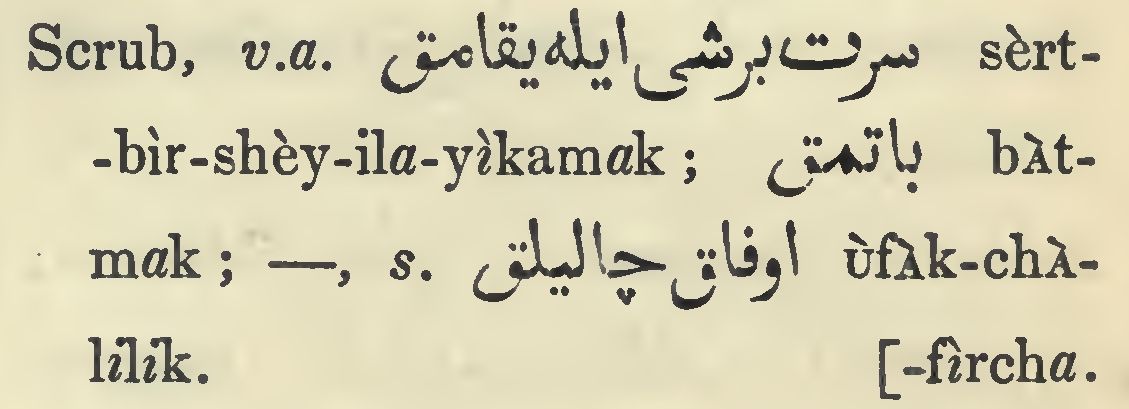 Scrub, v.a. سرت برشی ایله یقامق sèrt-
-bìr-shèy-ila-yìkamak ; باتمق bÀt-
mak ; —, s. اوفاق چالیلق ùfÀk-chÀ-
lilik. [-fìrcha.